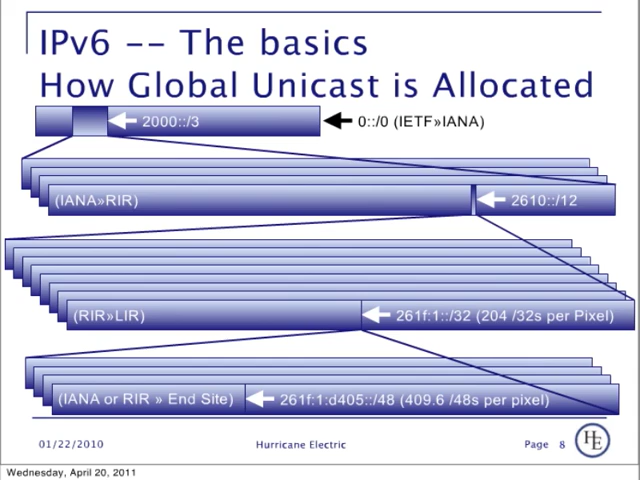 IPv6 -- The basics
How Global Unicast is Allocated
2000::/3
0::/0 (IETF»IANA)
(IANA»RIR)
2610::/12
(RIR»LIR)
261f:1::/32 (204 /32s per Pixel)
(IANA or RIR » End Site)
261f:1:d405::/48 (409.6 /48s per pixel)
01/22/2010
Hurricane Electric
Page 8
HE
Wednesday, April 20, 2011